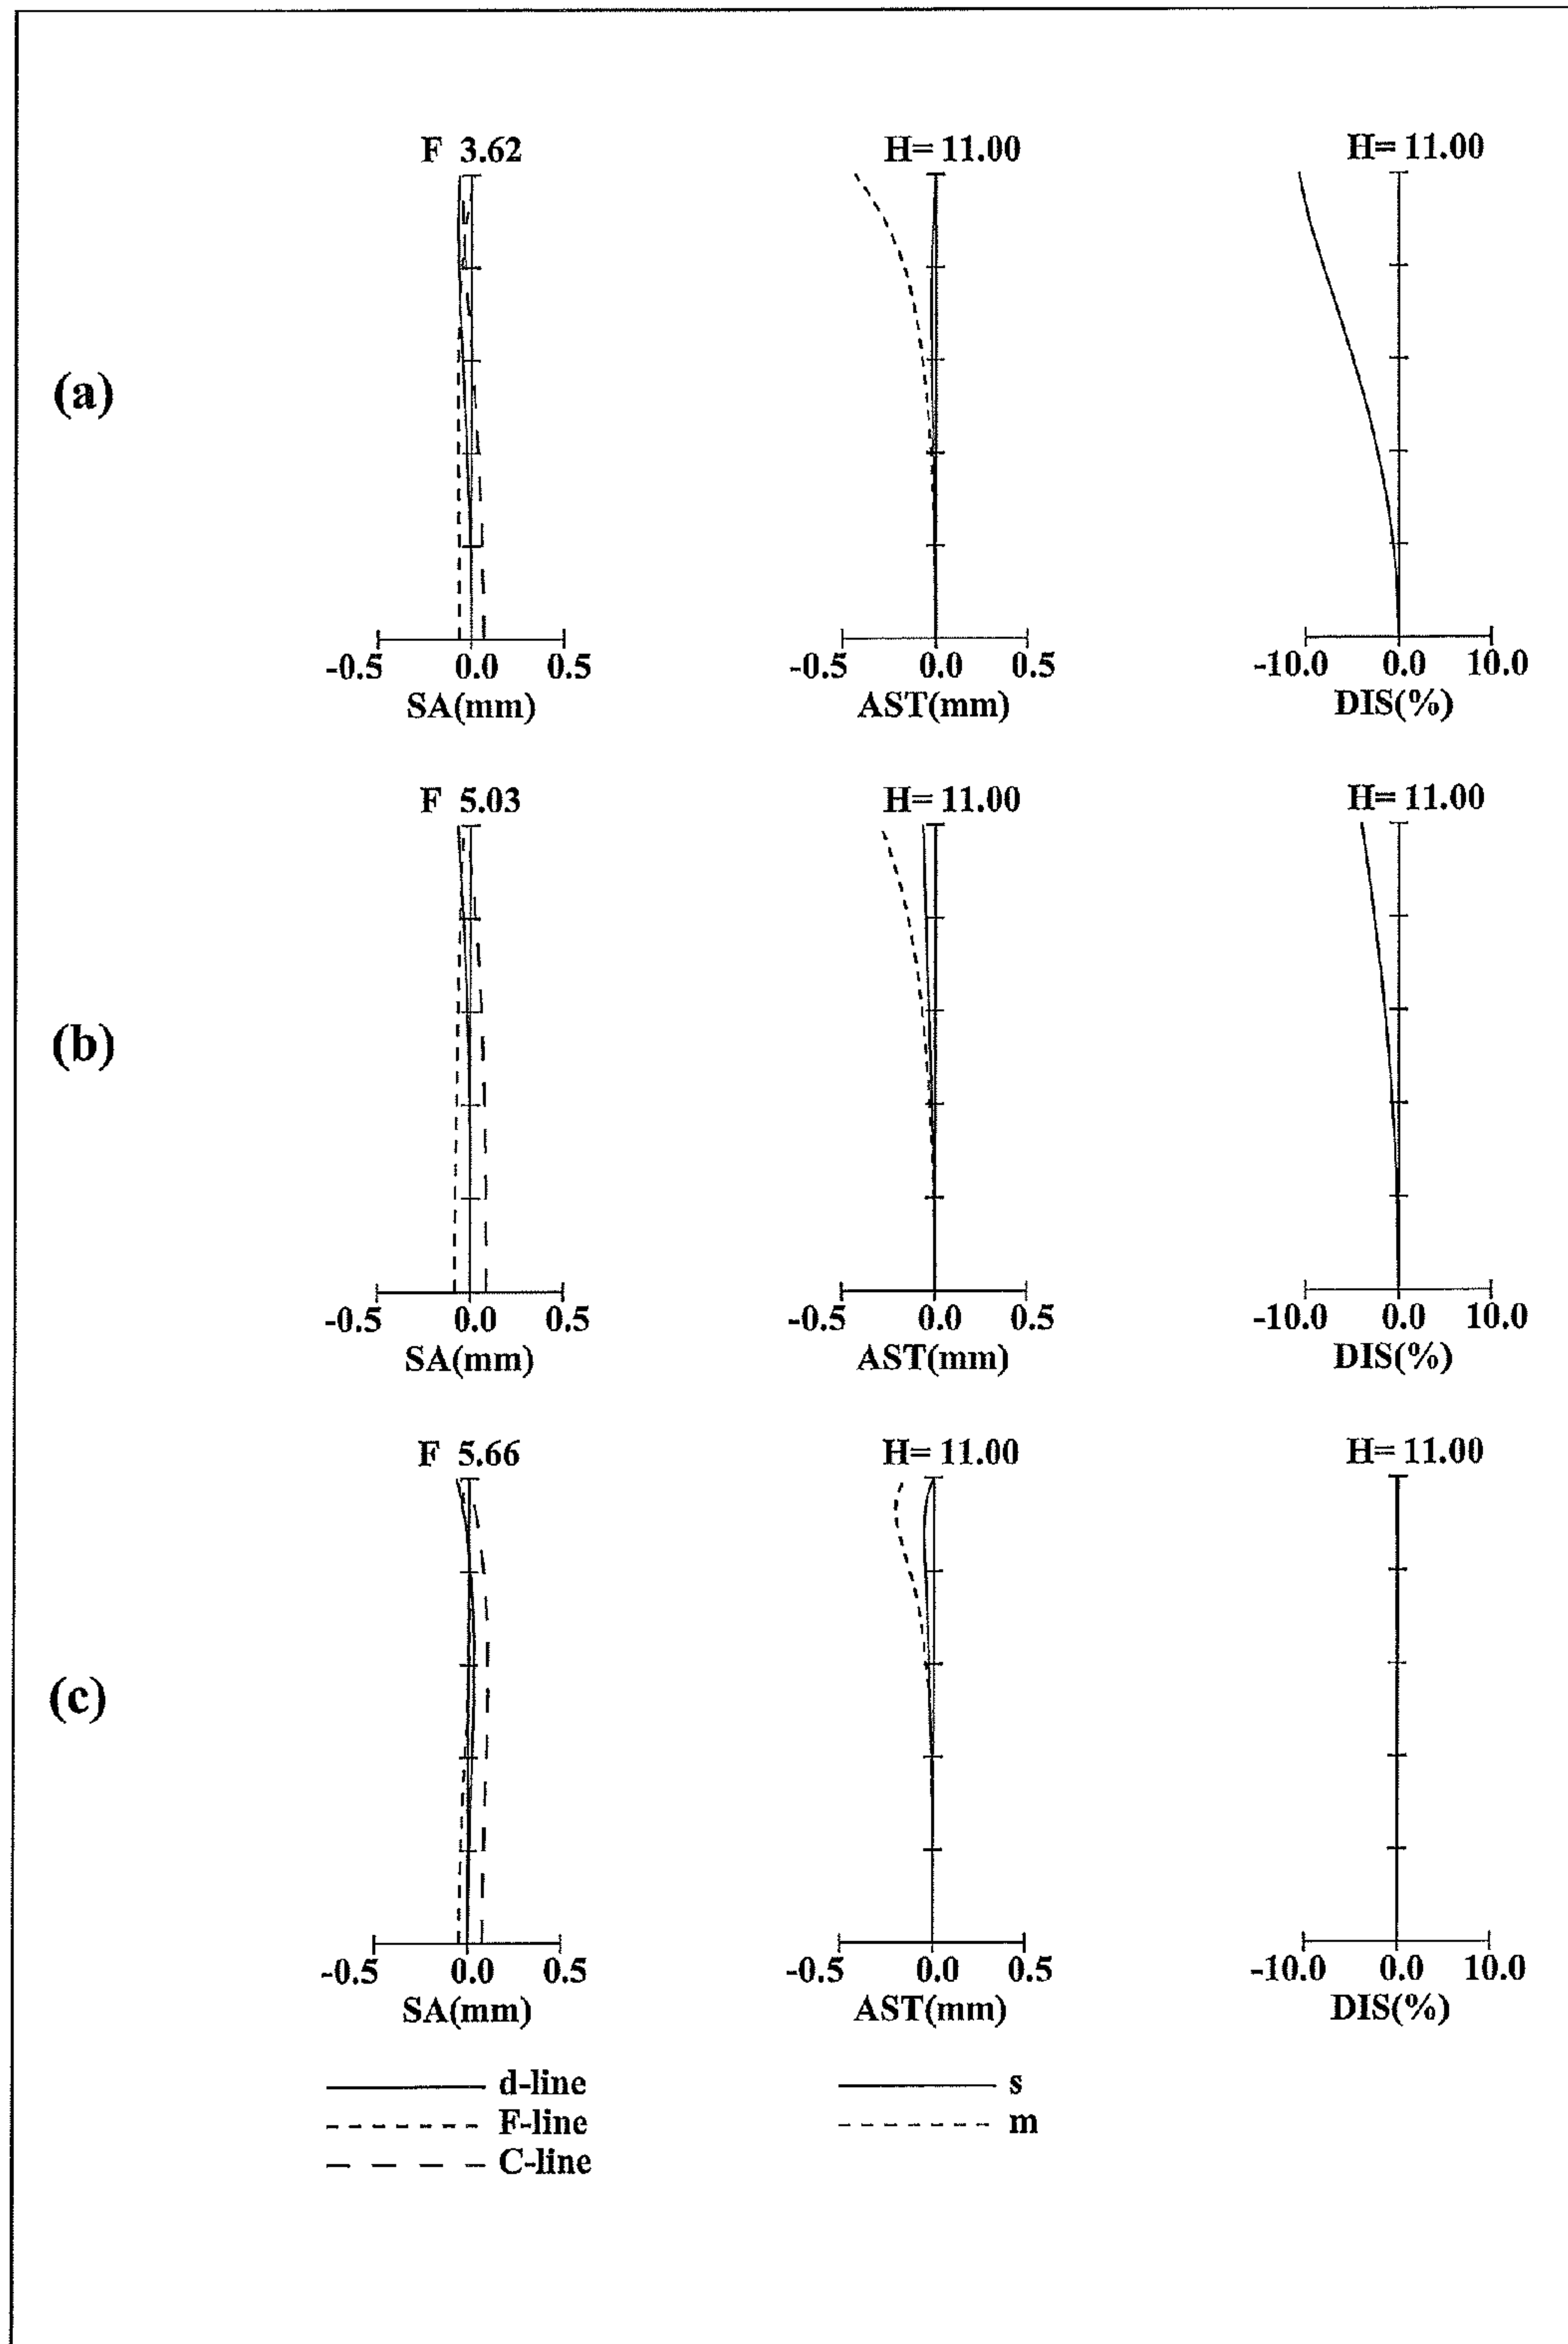 F 3.62
H= 11.00
H= 11.00
(a)
-0.5 0.0 0.5
SA(mm)
-0.5 0.0 0.5
AST(mm)
-10.0 0.0 10.0
DIS(%)
F 5.03
H= 11.00
H= 11.00
(b)
-0.5 0.0 0.5
SA(mm)
-0.5 0.0 0.5
AST(mm)
-10.0 0.0 10.0
DIS(%)
F 5.66
H= 11.00
H= 11.00
(c)
-0.5 0.0 0.5
SA(mm)
-0.5 0.0 0.5
AST(mm)
-10.0 0.0 10.0
DIS(%)
d-line
F-line
C-line
s
m